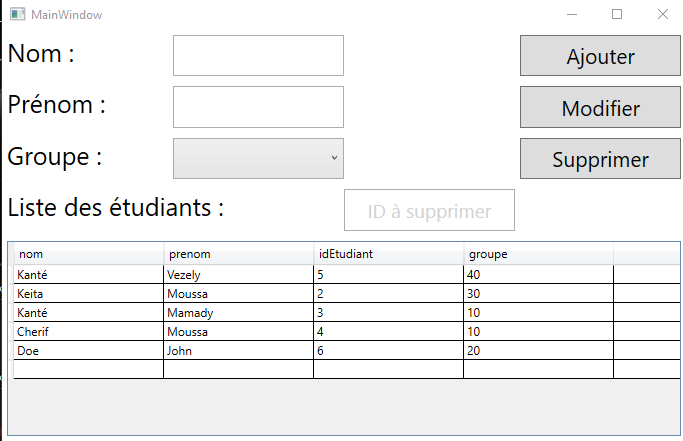 MainWindow
Nom :
Ajouter
Prénom :
Modifier
Groupe :
Supprimer
Liste des étudiants :
ID à supprimer
nom prenom idEtudiant groupe
Kanté Vezely 5 40
Keita Moussa 2 30
Kanté Mamady 3 10
Cherif Moussa 4 10
Doe John 6 20